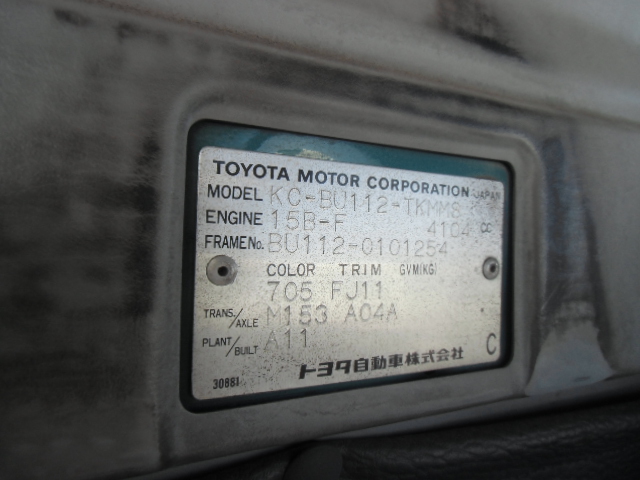 TOYOTA MOTOR CORPORATION JAPAN
MODEL KC-BU112-TKMMS
ENGINE 15B-F 4104 cc
FRAME No. BU112-0101254
COLOR TRIM GVM(KG)
705 FJ11
TRANS./AXLE M153 A04A
PLANT/BUILT A11
トヨタ自動車株式会社 C
30881